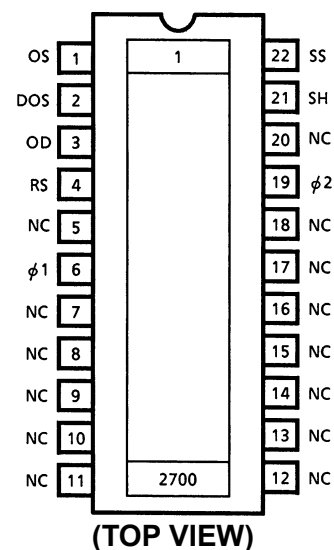 OS 1 1 22 SS
DOS 2 21 SH
OD 3 20 NC
RS 4 19 ϕ2
NC 5 18 NC
ϕ1 6 17 NC
NC 7 16 NC
NC 8 15 NC
NC 9 14 NC
NC 10 13 NC
NC 11 2700 12 NC
(TOP VIEW)